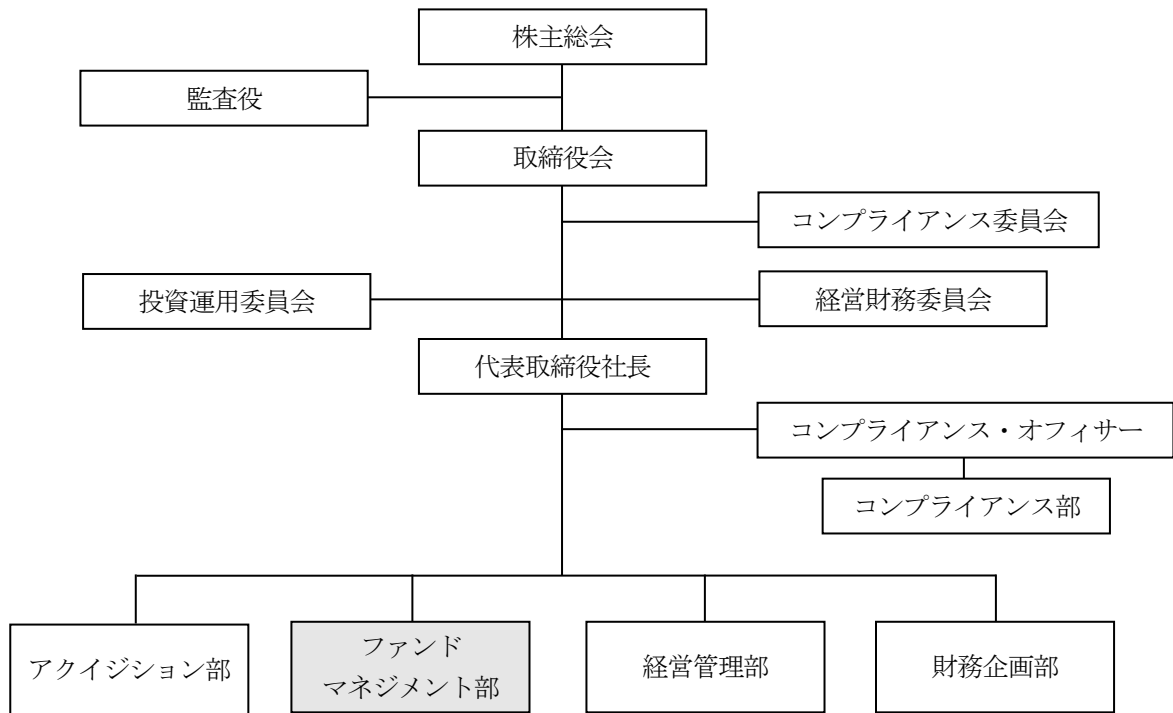 株主総会
監査役
取締役会
コンプライアンス委員会
投資運用委員会
経営財務委員会
代表取締役社長
コンプライアンス・オフィサー
コンプライアンス部
アクイジション部
ファンド
マネジメント部
経営管理部
財務企画部